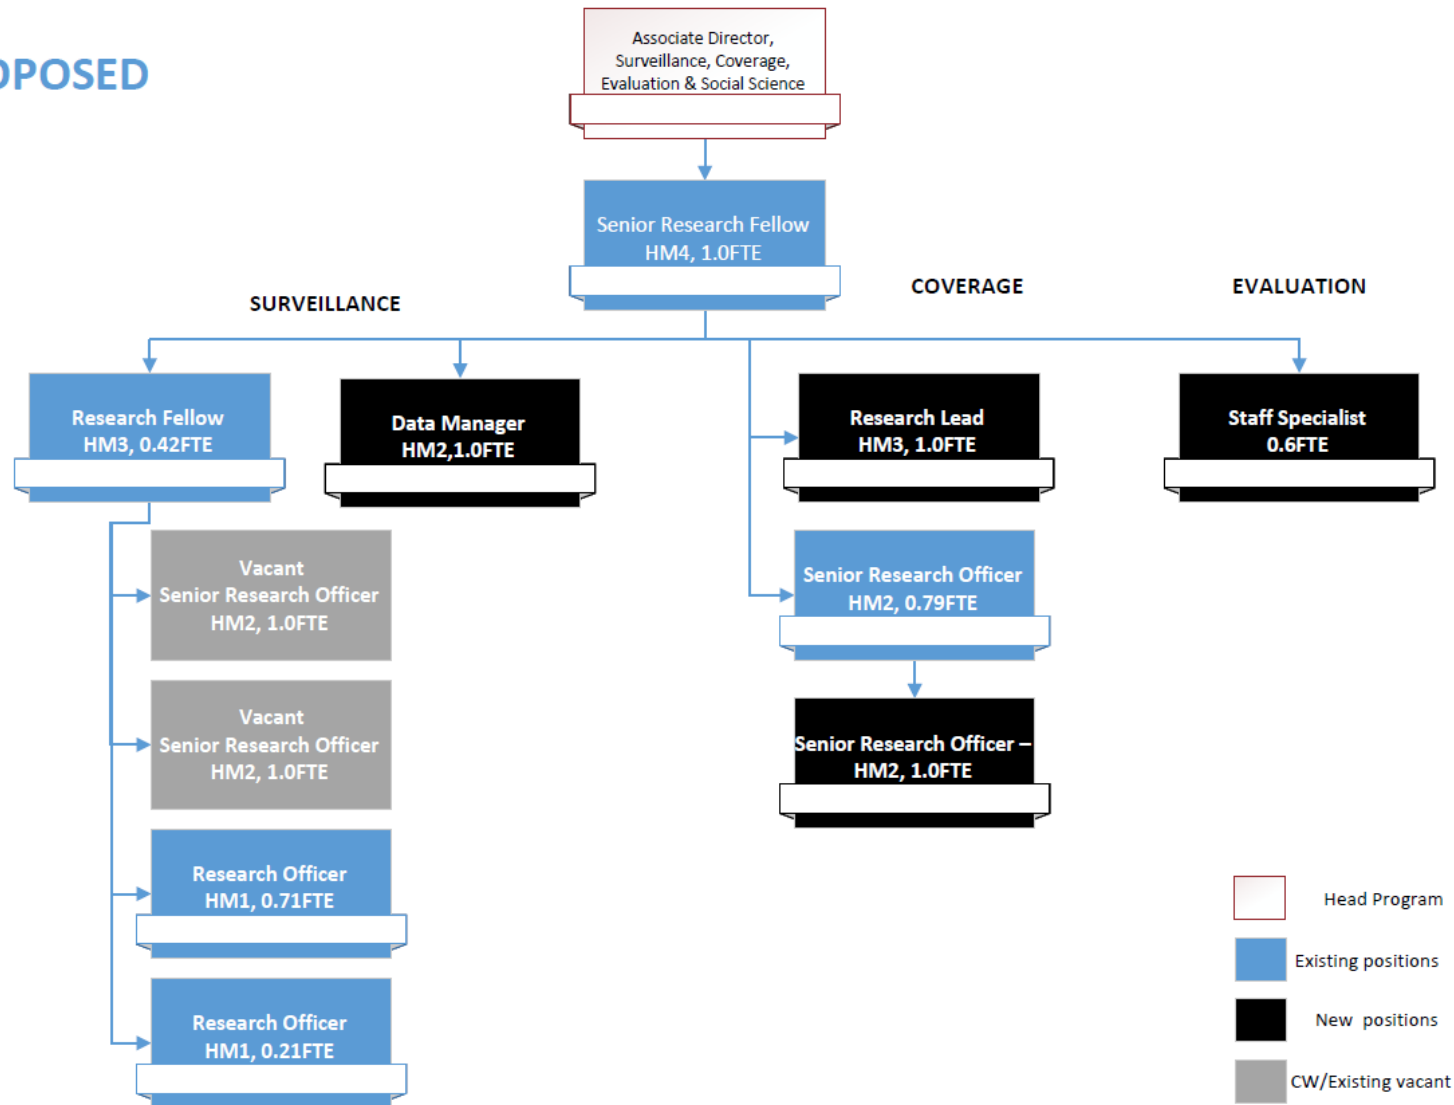 OPOSED
Associate Director,
Surveillance, Coverage,
Evaluation & Social Science
Senior Research Fellow
HM4, 1.0FTE
SURVEILLANCE
COVERAGE
EVALUATION
Research Fellow
HM3, 0.42FTE
Data Manager
HM2,1.0FTE
Research Lead
HM3, 1.0FTE
Staff Specialist
0.6FTE
Vacant
Senior Research Officer
HM2, 1.0FTE
Senior Research Officer
HM2, 0.79FTE
Vacant
Senior Research Officer
HM2, 1.0FTE
Senior Research Officer –
HM2, 1.0FTE
Research Officer
HM1, 0.71FTE
Research Officer
HM1, 0.21FTE
Head Program
Existing positions
New positions
CW/Existing vacant